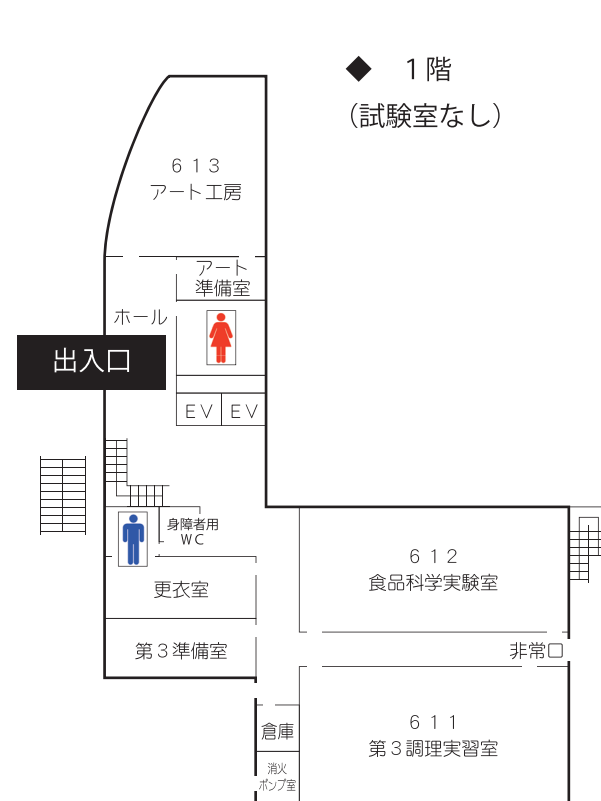 ◆ 1階
（試験室なし）
６１３
アート工房
アート
準備室
ホール
出入口
ＥＶ
ＥＶ
身障者用
ＷＣ
６１２
食品科学実験室
更衣室
第３準備室
非常口
６１１
第３調理実習室
倉庫
消火
ポンプ室